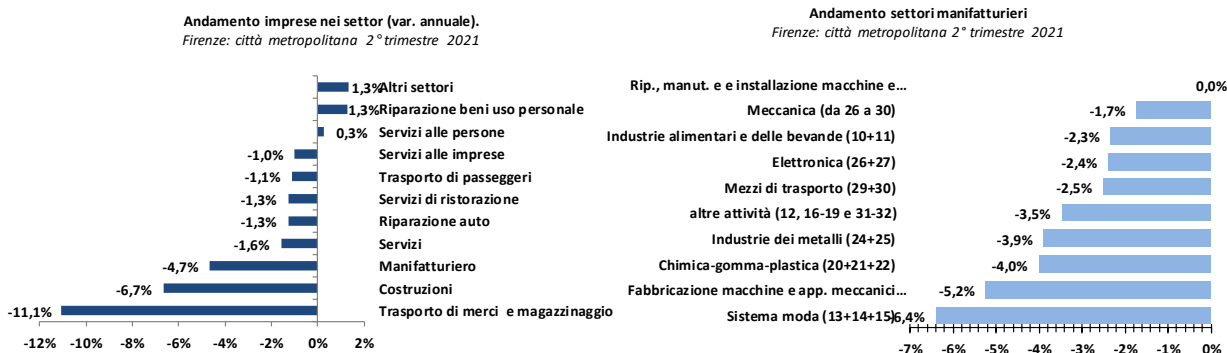 Andamento imprese nei settor (var. annuale).
Firenze: città metropolitana 2° trimestre 2021
1,3% Altri settori
1,3% Riparazione beni uso personale
0,3% Servizi alle persone
-1,0% Servizi alle imprese
-1,1% Trasporto di passeggeri
-1,3% Servizi di ristorazione
-1,3% Riparazione auto
-1,6% Servizi
-4,7% Manifatturiero
-6,7% Costruzioni
-11,1% Trasporto di merci e magazzinaggio
-12% -10% -8% -6% -4% -2% 0% 2%
Andamento settori manifatturieri
Firenze: città metropolitana 2° trimestre 2021
Rip., manut. e e installazione macchine e... 0,0%
Meccanica (da 26 a 30) -1,7%
Industrie alimentari e delle bevande (10+11) -2,3%
Elettronica (26+27) -2,4%
Mezzi di trasporto (29+30) -2,5%
altre attività (12, 16-19 e 31-32) -3,5%
Industrie dei metalli (24+25) -3,9%
Chimica-gomma-plastica (20+21+22) -4,0%
Fabbricazione macchine e app. meccanici... -5,2%
Sistema moda (13+14+15) -6,4%
-7% -6% -5% -4% -3% -2% -1% 0%